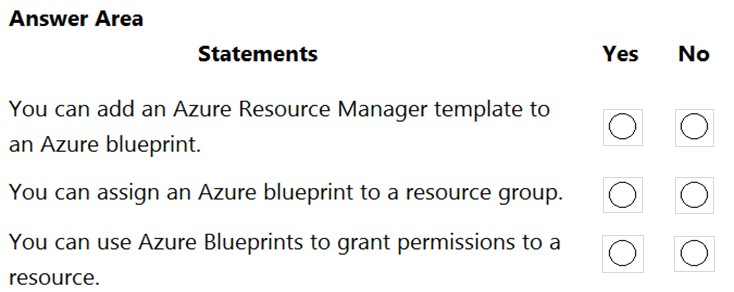 Answer Area
Statements Yes No
You can add an Azure Resource Manager template to
an Azure blueprint.
You can assign an Azure blueprint to a resource group.
You can use Azure Blueprints to grant permissions to a
resource.